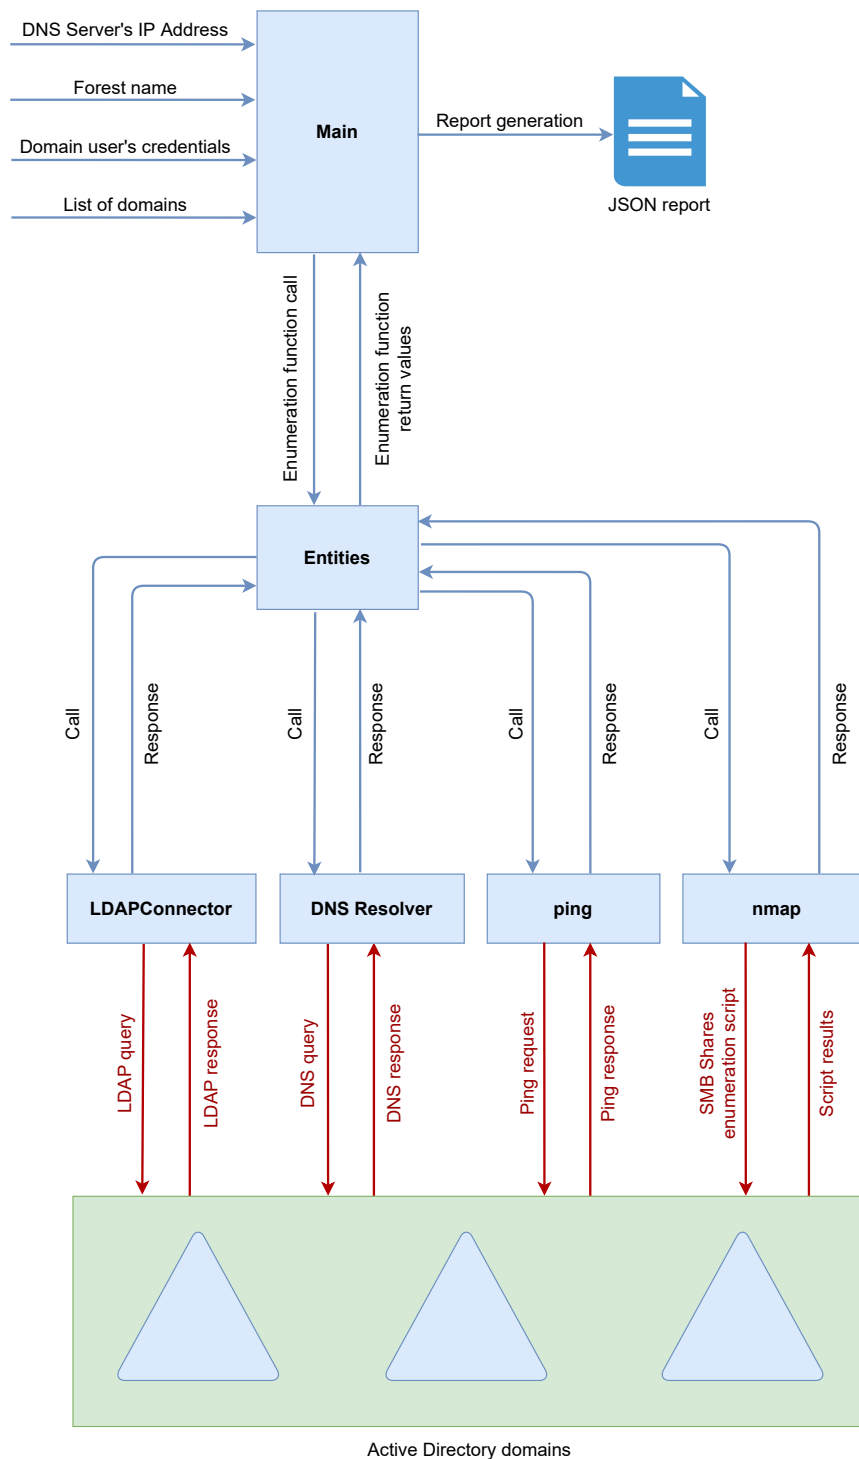 DNS Server's IP Address
Forest name
Domain user's credentials
List of domains
Main
Report generation
JSON report
Enumeration function call
Enumeration function
return values
Entities
Call
Response
Call
Response
Call
Response
Call
Response
LDAPConnector
DNS Resolver
ping
nmap
LDAP query
LDAP response
DNS query
DNS response
Ping request
Ping response
SMB Shares
enumeration script
Script results
Active Directory domains